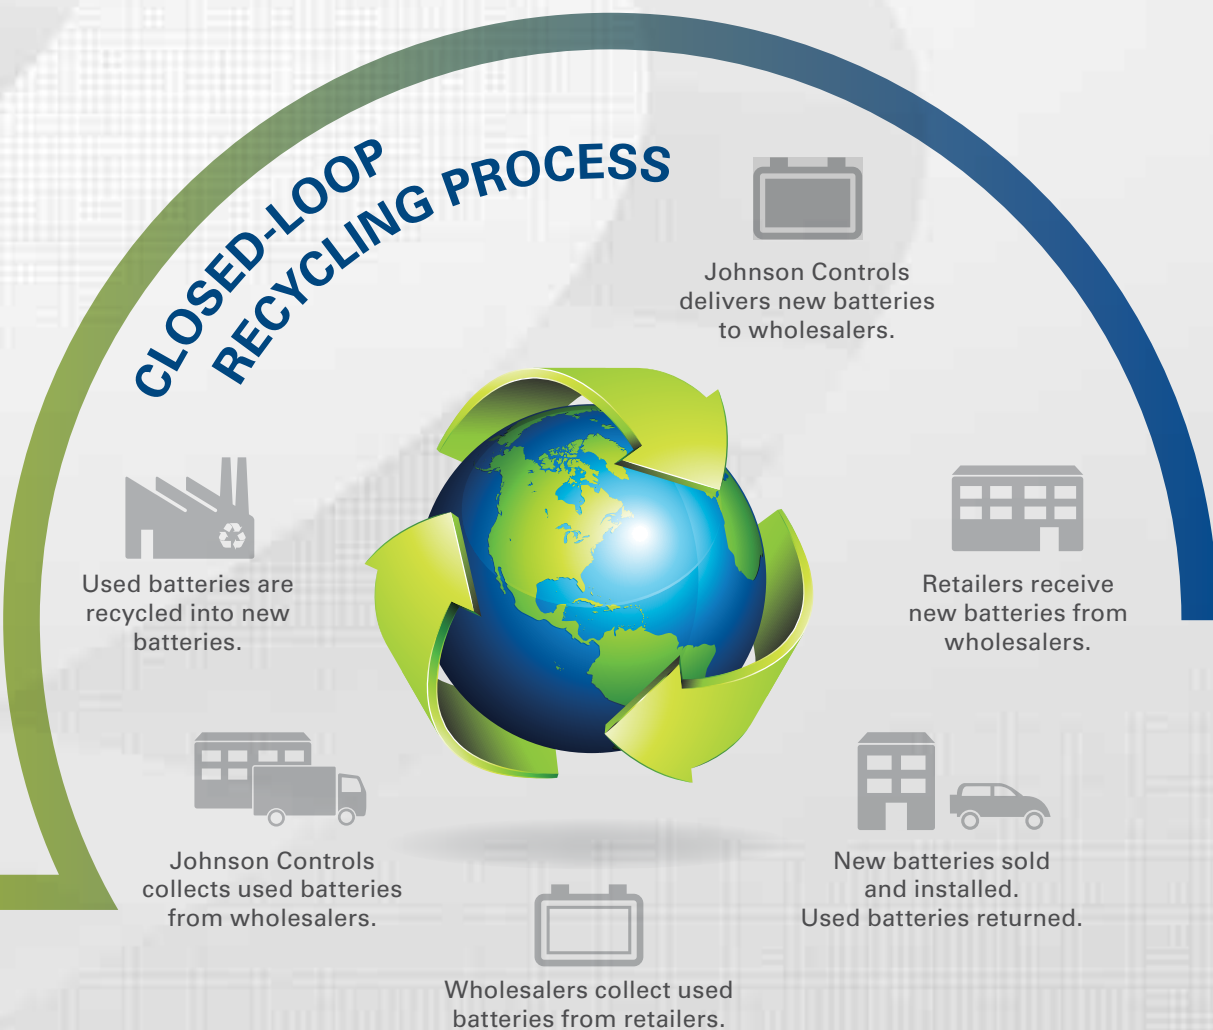 CLOSED-LOOP
RECYCLING PROCESS
Johnson Controls
delivers new batteries
to wholesalers.
Retailers receive
new batteries from
wholesalers.
New batteries sold
and installed.
Used batteries returned.
Wholesalers collect used
batteries from retailers.
Johnson Controls
collects used batteries
from wholesalers.
Used batteries are
recycled into new
batteries.